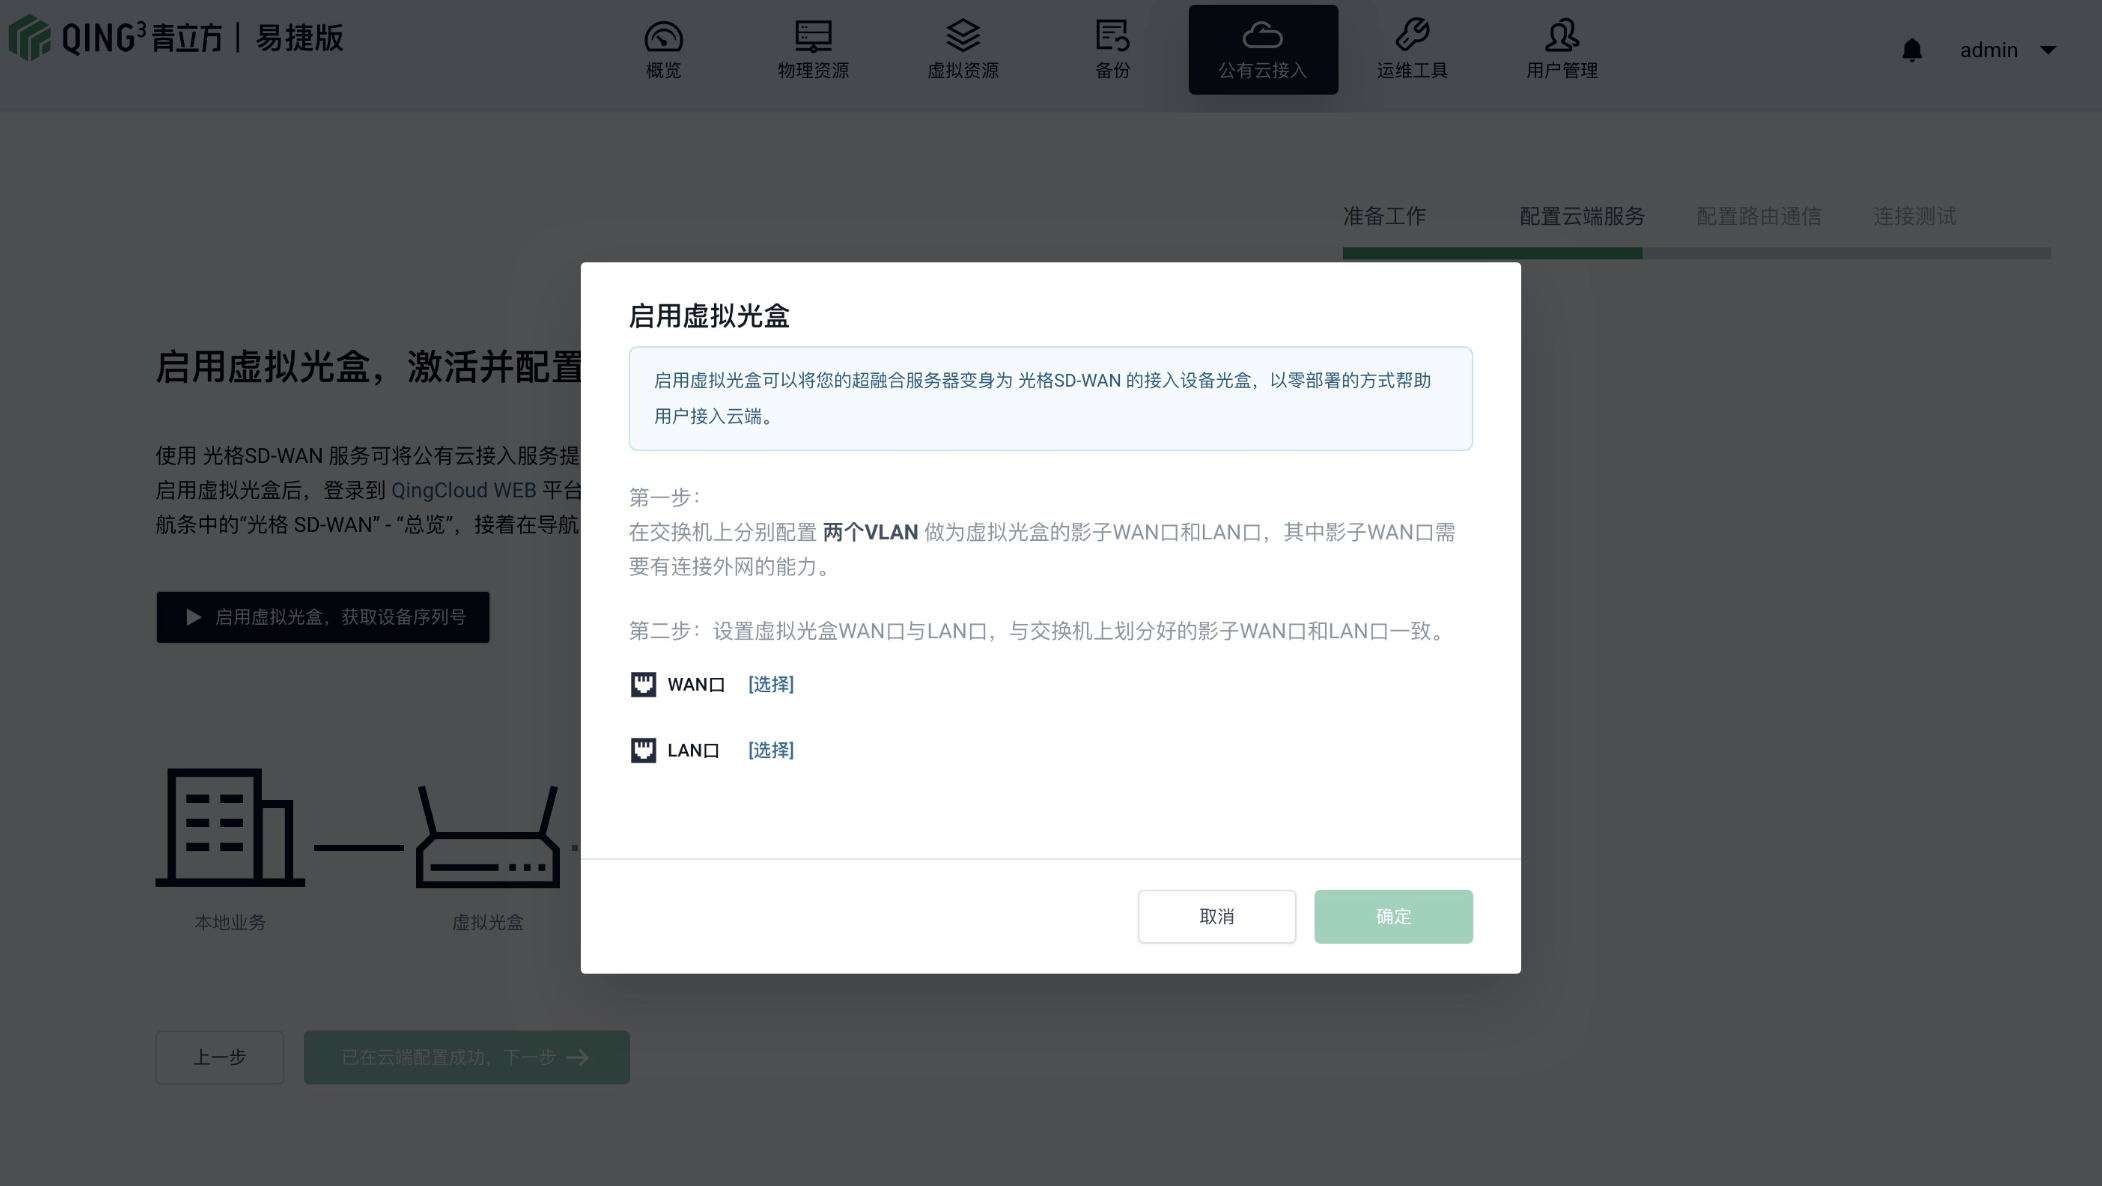 QING³青立方 | 易捷版
概览
物理资源
虚拟资源
备份
公有云接入
运维工具
用户管理
admin
准备工作
配置云端服务
配置路由通信
连接测试
启用虚拟光盒，激活并配置
使用 光格SD-WAN 服务可将公有云接入服务提
启用虚拟光盒后，登录到 QingCloud WEB 平台
航条中的“光格 SD-WAN” - “总览”，接着在导航
启用虚拟光盒，获取设备序列号
本地业务
虚拟光盒
上一步
已在云端配置成功，下一步
启用虚拟光盒
启用虚拟光盒可以将您的超融合服务器变身为 光格SD-WAN 的接入设备光盒，以零部署的方式帮助
用户接入云端。
第一步：
在交换机上分别配置 两个VLAN 做为虚拟光盒的影子WAN口和LAN口，其中影子WAN口需
要有连接外网的能力。
第二步：设置虚拟光盒WAN口与LAN口，与交换机上划分好的影子WAN口和LAN口一致。
WAN口 [选择]
LAN口 [选择]
取消
确定